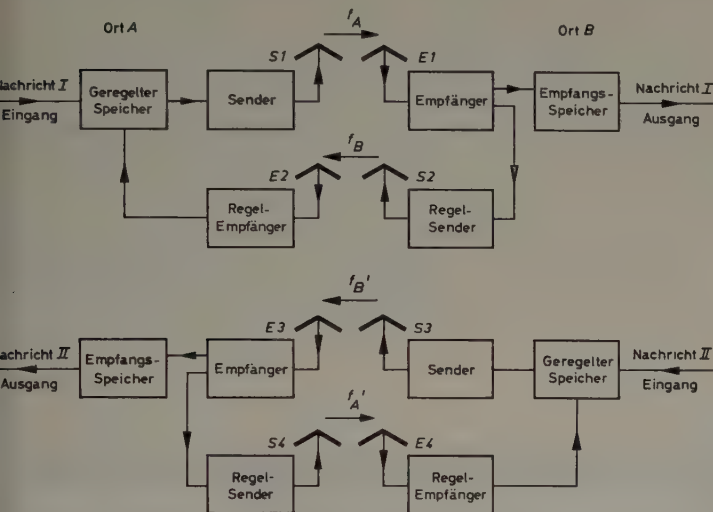 Ort A
f_A
Ort B
S1
E1
Nachricht I
Eingang
Geregelter
Speicher
Sender
Empfänger
Empfangs-
Speicher
Nachricht I
Ausgang
f_B
E2
S2
Regel-
Empfänger
Regel-
Sender
f_B'
E3
S3
Nachricht II
Ausgang
Empfangs-
Speicher
Empfänger
Sender
Geregelter
Speicher
Nachricht II
Eingang
f_A'
S4
E4
Regel-
Sender
Regel-
Empfänger